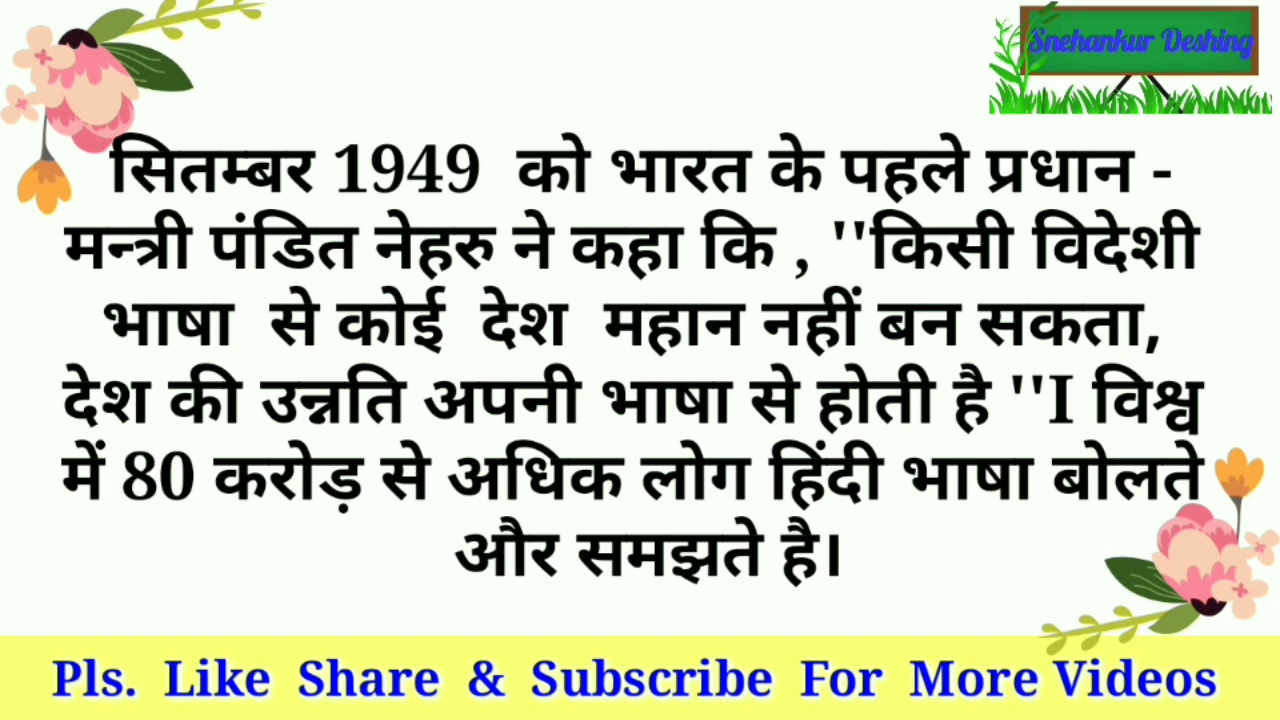 Snehankur Deshing
सितम्बर 1949 को भारत के पहले प्रधान -
मन्त्री पंडित नेहरु ने कहा कि , ''किसी विदेशी
भाषा से कोई देश महान नहीं बन सकता,
देश की उन्नति अपनी भाषा से होती है ''I विश्व
में 80 करोड़ से अधिक लोग हिंदी भाषा बोलते
और समझते है।
Pls. Like Share & Subscribe For More Videos